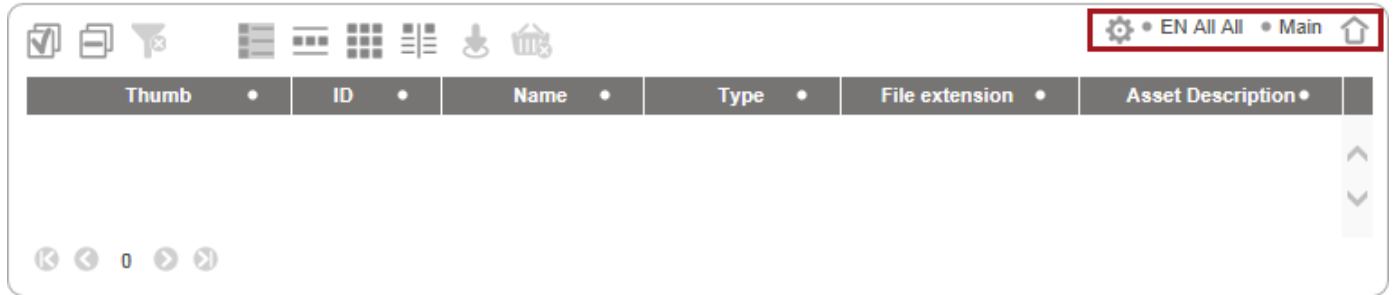 EN All All Main
Thumb ID Name Type File extension Asset Description
0